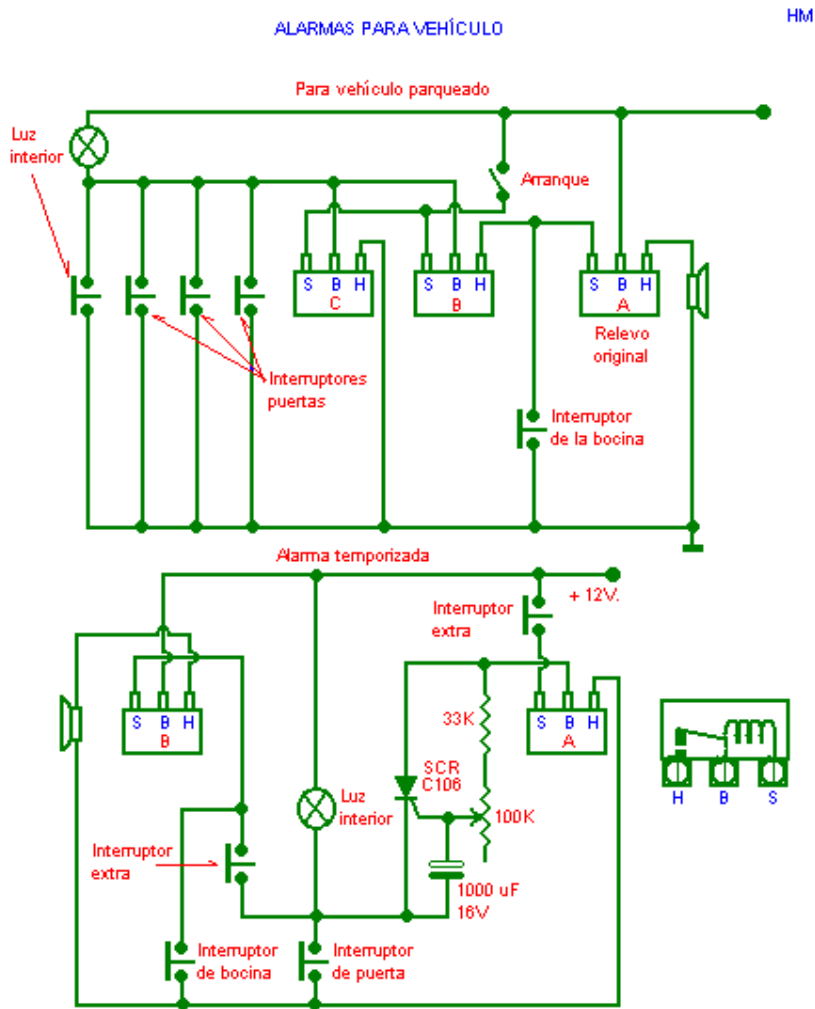 ALARMAS PARA VEHÍCULO
HM
Para vehículo parqueado
Luz
interior
Arranque
S B H
C
S B H
B
S B H
A
Relevo
original
Interruptores
puertas
Interruptor
de la bocina
Alarma temporizada
+ 12V.
Interruptor
extra
S B H
B
33K
S B H
A
SCR
C106
Luz
interior
100K
H B S
Interruptor
extra
1000 uF
16V
Interruptor
de bocina
Interruptor
de puerta